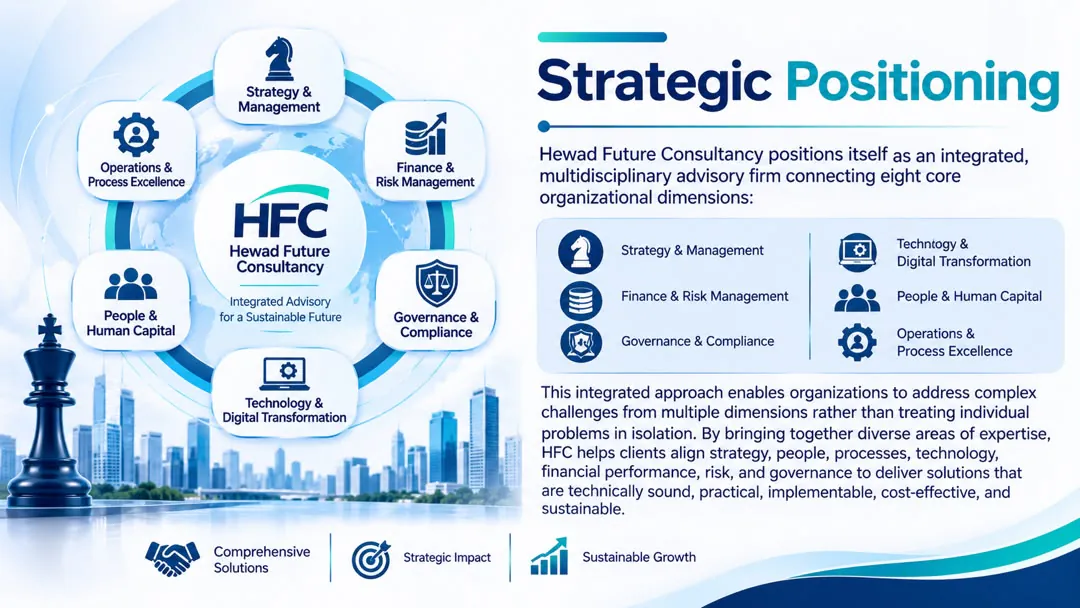 Strategy &
Management
Operations &
Process Excellence
Finance &
Risk Management
HFC
Hewad Future
Consultancy
Integrated Advisory
for a Sustainable Future
People &
Human Capital
Governance &
Compliance
Technology &
Digital Transformation
Strategic Positioning
Hewad Future Consultancy positions itself as an integrated,
multidisciplinary advisory firm connecting eight core
organizational dimensions:
Strategy & Management
Finance & Risk Management
Governance & Compliance
Technology &
Digital Transformation
People & Human Capital
Operations &
Process Excellence
This integrated approach enables organizations to address complex
challenges from multiple dimensions rather than treating individual
problems in isolation. By bringing together diverse areas of expertise,
HFC helps clients align strategy, people, processes, technology,
financial performance, risk, and governance to deliver solutions that
are technically sound, practical, implementable, cost-effective, and
sustainable.
Comprehensive
Solutions
Strategic Impact
Sustainable Growth